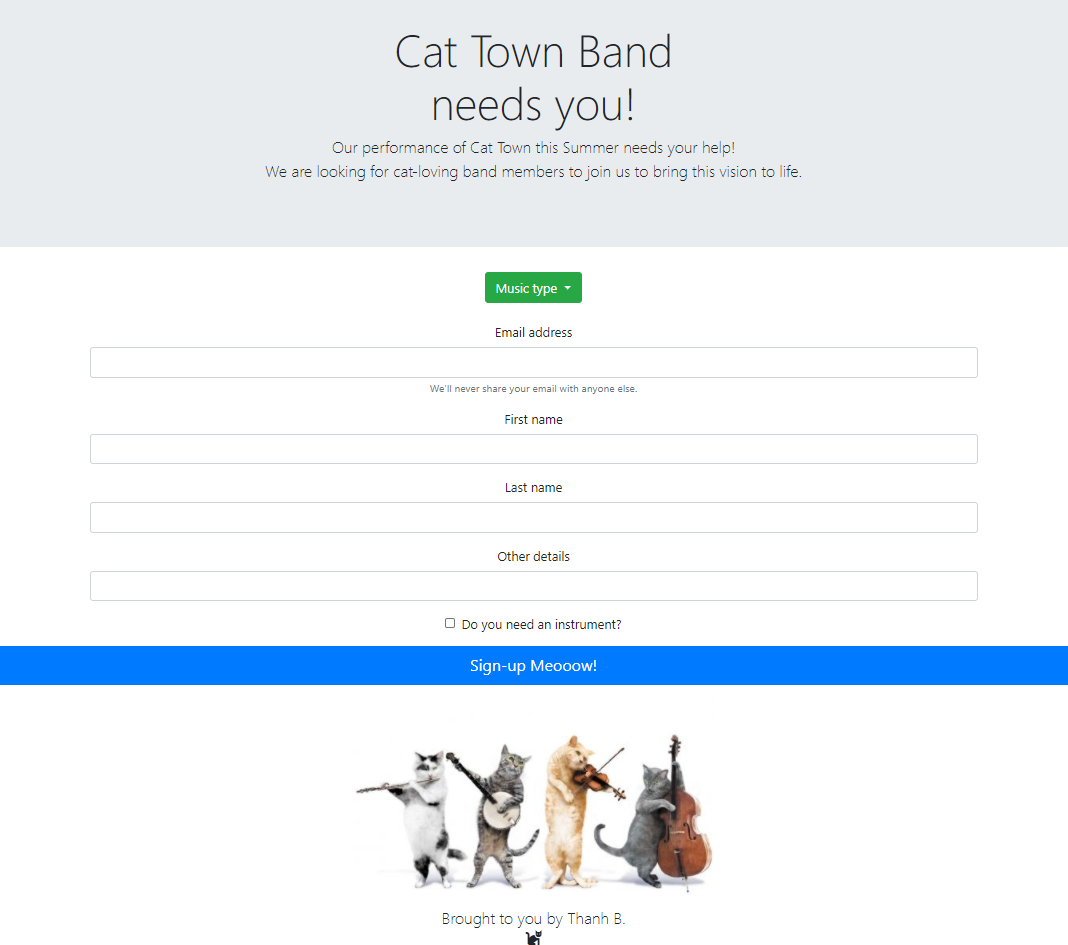 Cat Town Band
needs you!
Our performance of Cat Town this Summer needs your help!
We are looking for cat-loving band members to join us to bring this vision to life.
Music type
Email address
We'll never share your email with anyone else.
First name
Last name
Other details
Do you need an instrument?
Sign-up Meooow!
Brought to you by Thanh B.